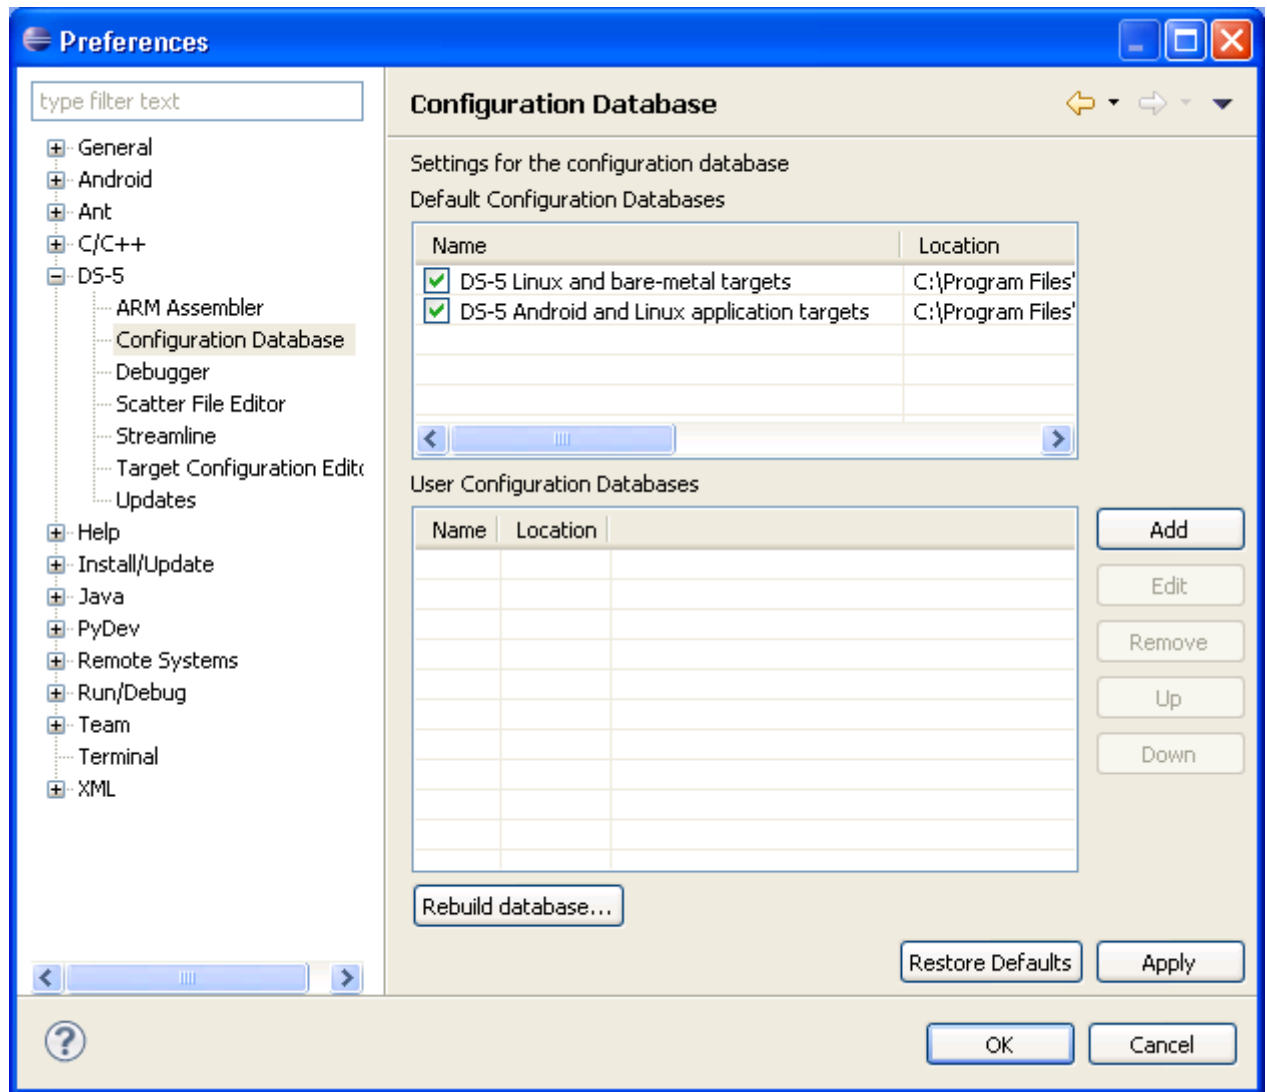 Preferences
type filter text
General
Android
Ant
C/C++
DS-5
ARM Assembler
Configuration Database
Debugger
Scatter File Editor
Streamline
Target Configuration Edit
Updates
Help
Install/Update
Java
PyDev
Remote Systems
Run/Debug
Team
Terminal
XML
Configuration Database
Settings for the configuration database
Default Configuration Databases
Name Location
DS-5 Linux and bare-metal targets C:\Program Files
DS-5 Android and Linux application targets C:\Program Files
User Configuration Databases
Name Location
Add
Edit
Remove
Up
Down
Rebuild database...
Restore Defaults Apply
? OK Cancel